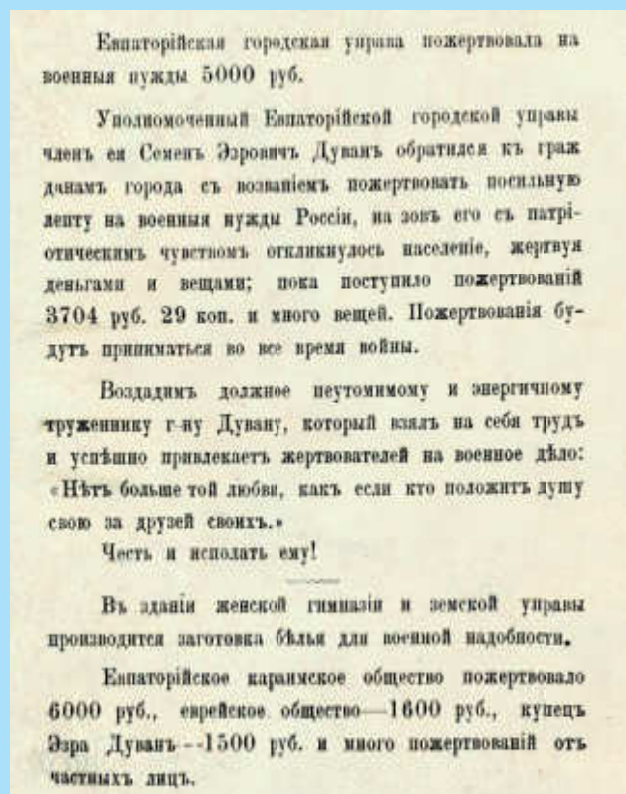 Евпаторійская городская управа пожертвовала на
военныя нужды 5000 руб.
Уполномоченный Евпаторійской городской управы
членъ ея Семенъ Эзровичъ Дуванъ обратился къ граж
данамъ города съ воззваніемъ пожертвовать посильную
лепту на военныя нужды Россіи, на зовъ его съ патрі-
отическимъ чувствомъ откликнулось населеніе, жертвуя
деньгами и вещами; пока поступило пожертвованій
3704 руб. 29 коп. и много вещей. Пожертвованія бу-
дутъ приниматься во все время войны.
Воздадимъ должное неутомимому и энергичному
труженнику г-ну Дувану, который взялъ на себя трудъ
и успѣшно привлекаетъ жертвователей на военное дѣло:
«Нѣтъ больше той любви, какъ если кто положитъ душу
свою за друзей своихъ.»
Честь и исполать ему!
Въ зданіи женской гимназіи и земской управы
производится заготовка бѣлья для военной надобности.
Евпаторійское караимское общество пожертвовало
6000 руб., еврейское общество—1600 руб., купецъ
Эзра Дуванъ—1500 руб. и много пожертвованій отъ
частныхъ лицъ.